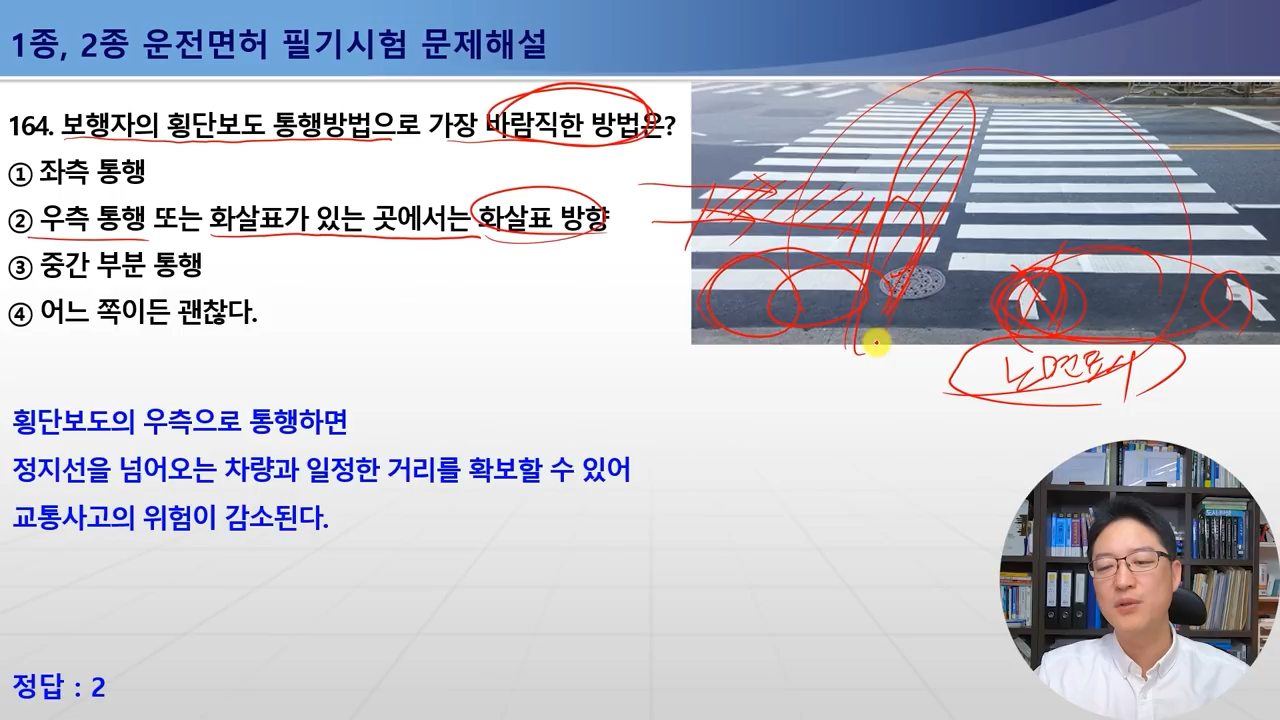 1종, 2종 운전면허 필기시험 문제해설
164. 보행자의 횡단보도 통행방법으로 가장 바람직한 방법은?
① 좌측 통행
② 우측 통행 또는 화살표가 있는 곳에서는 화살표 방향
③ 중간 부분 통행
④ 어느 쪽이든 괜찮다.
노면표시
횡단보도의 우측으로 통행하면
정지선을 넘어오는 차량과 일정한 거리를 확보할 수 있어
교통사고의 위험이 감소된다.
정답 : 2